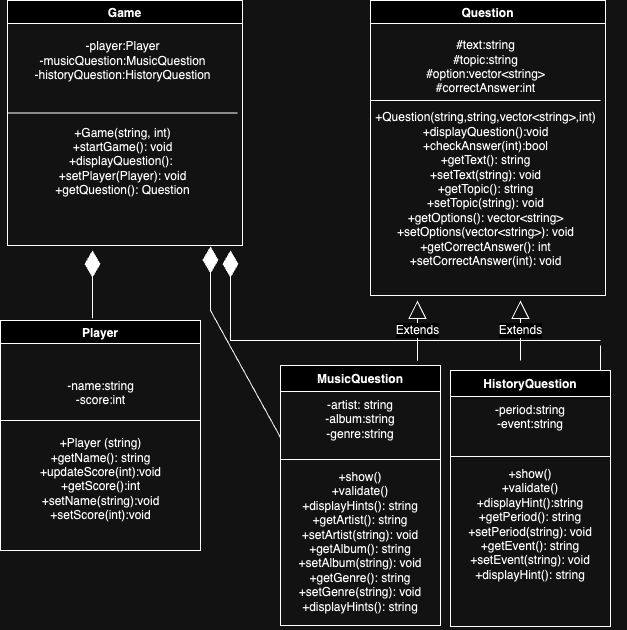 Game
-player:Player
-musicQuestion:MusicQuestion
-historyQuestion:HistoryQuestion
+Game(string, int)
+startGame(): void
+displayQuestion():
+setPlayer(Player): void
+getQuestion(): Question
Question
#text:string
#topic:string
#option:vector<string>
#correctAnswer:int
+Question(string,string,vector<string>,int)
+displayQuestion():void
+checkAnswer(int):bool
+getText(): string
+setText(string): void
+getTopic(): string
+setTopic(string): void
+getOptions(): vector<string>
+setOptions(vector<string>): void
+getCorrectAnswer(): int
+setCorrectAnswer(int): void
Extends
Extends
Player
-name:string
-score:int
+Player (string)
+getName(): string
+updateScore(int):void
+getScore():int
+setName(string):void
+setScore(int):void
MusicQuestion
-artist: string
-album:string
-genre:string
+show()
+validate()
+displayHints(): string
+getArtist(): string
+setArtist(string): void
+getAlbum(): string
+setAlbum(string): void
+getGenre(): string
+setGenre(string): void
+displayHints(): string
HistoryQuestion
-period:string
-event:string
+show()
+validate()
+displayHint():string
+getPeriod(): string
+setPeriod(string): void
+getEvent(): string
+setEvent(string): void
+displayHint(): string